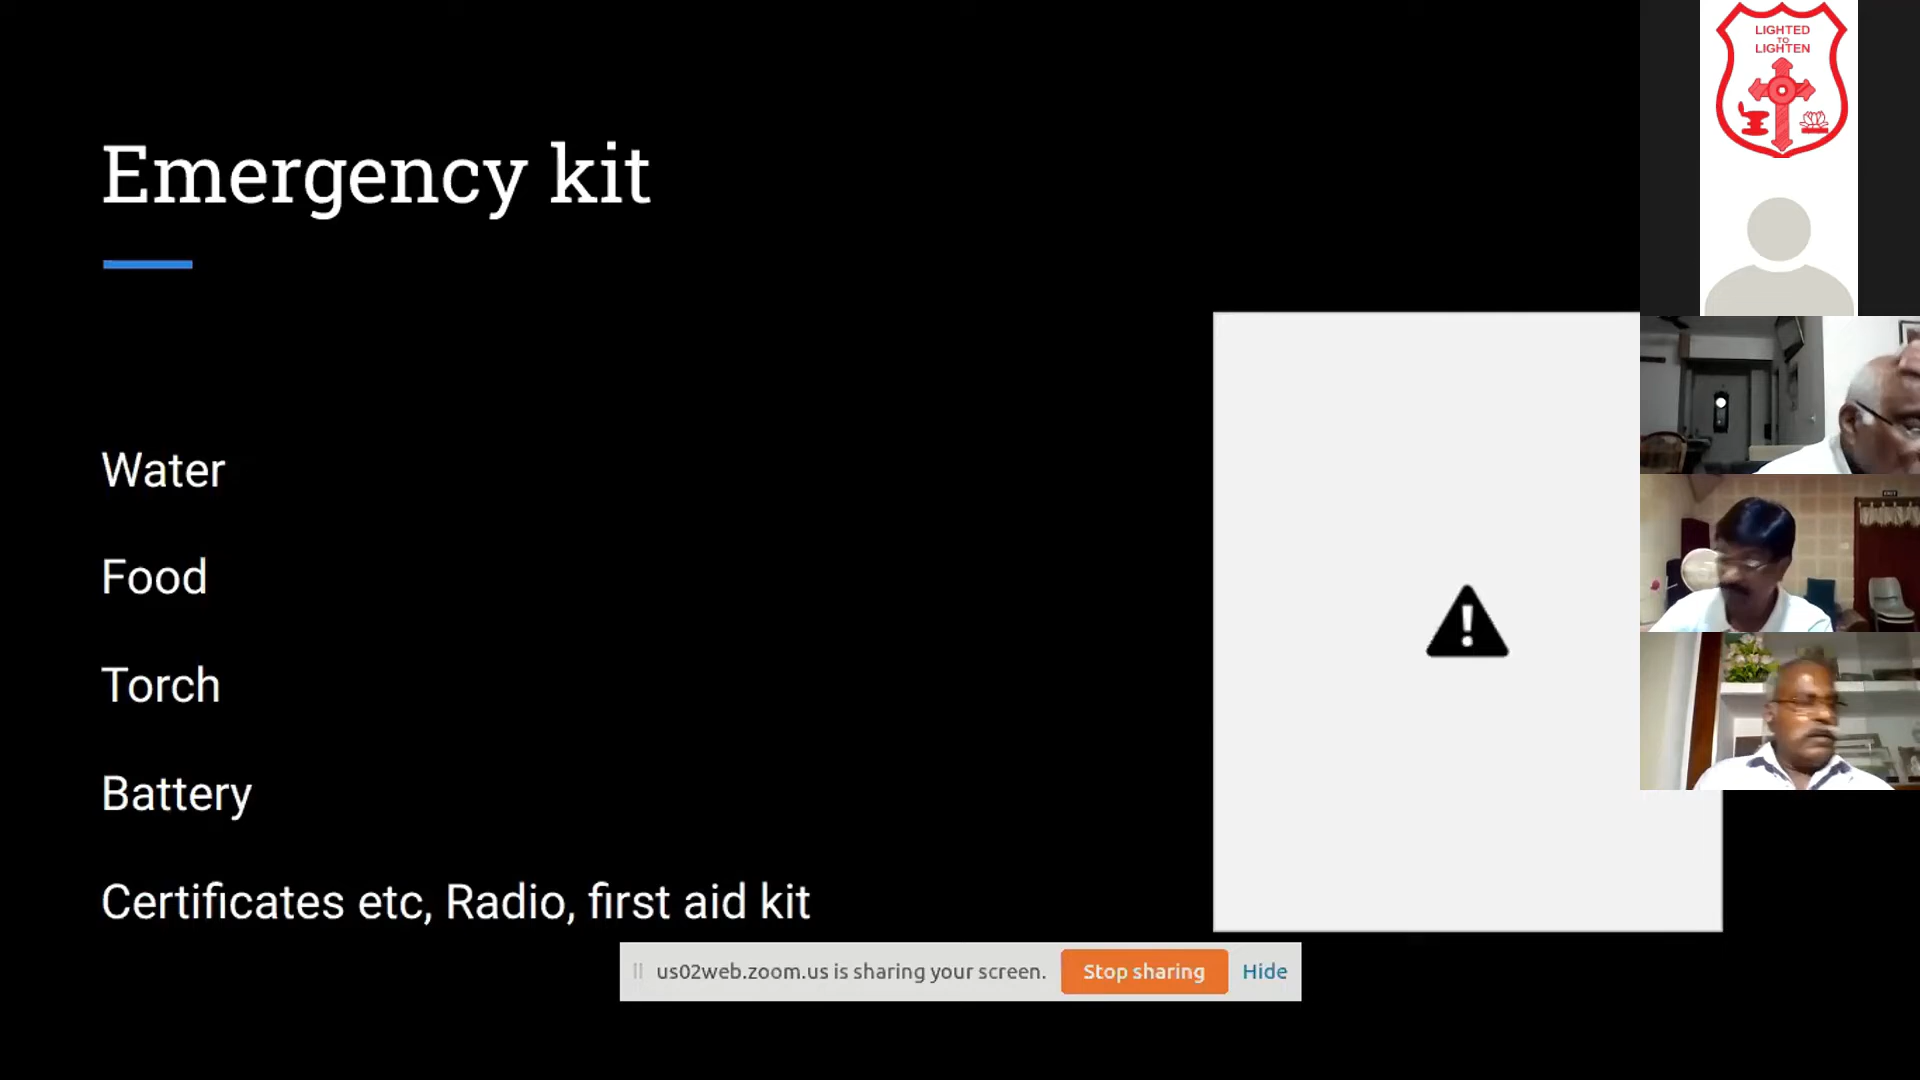 Emergency kit
Water
Food
Torch
Battery
Certificates etc, Radio, first aid kit
us02web.zoom.us is sharing your screen.
Stop sharing
Hide
LIGHTED
TO
LIGHTEN
EXIT